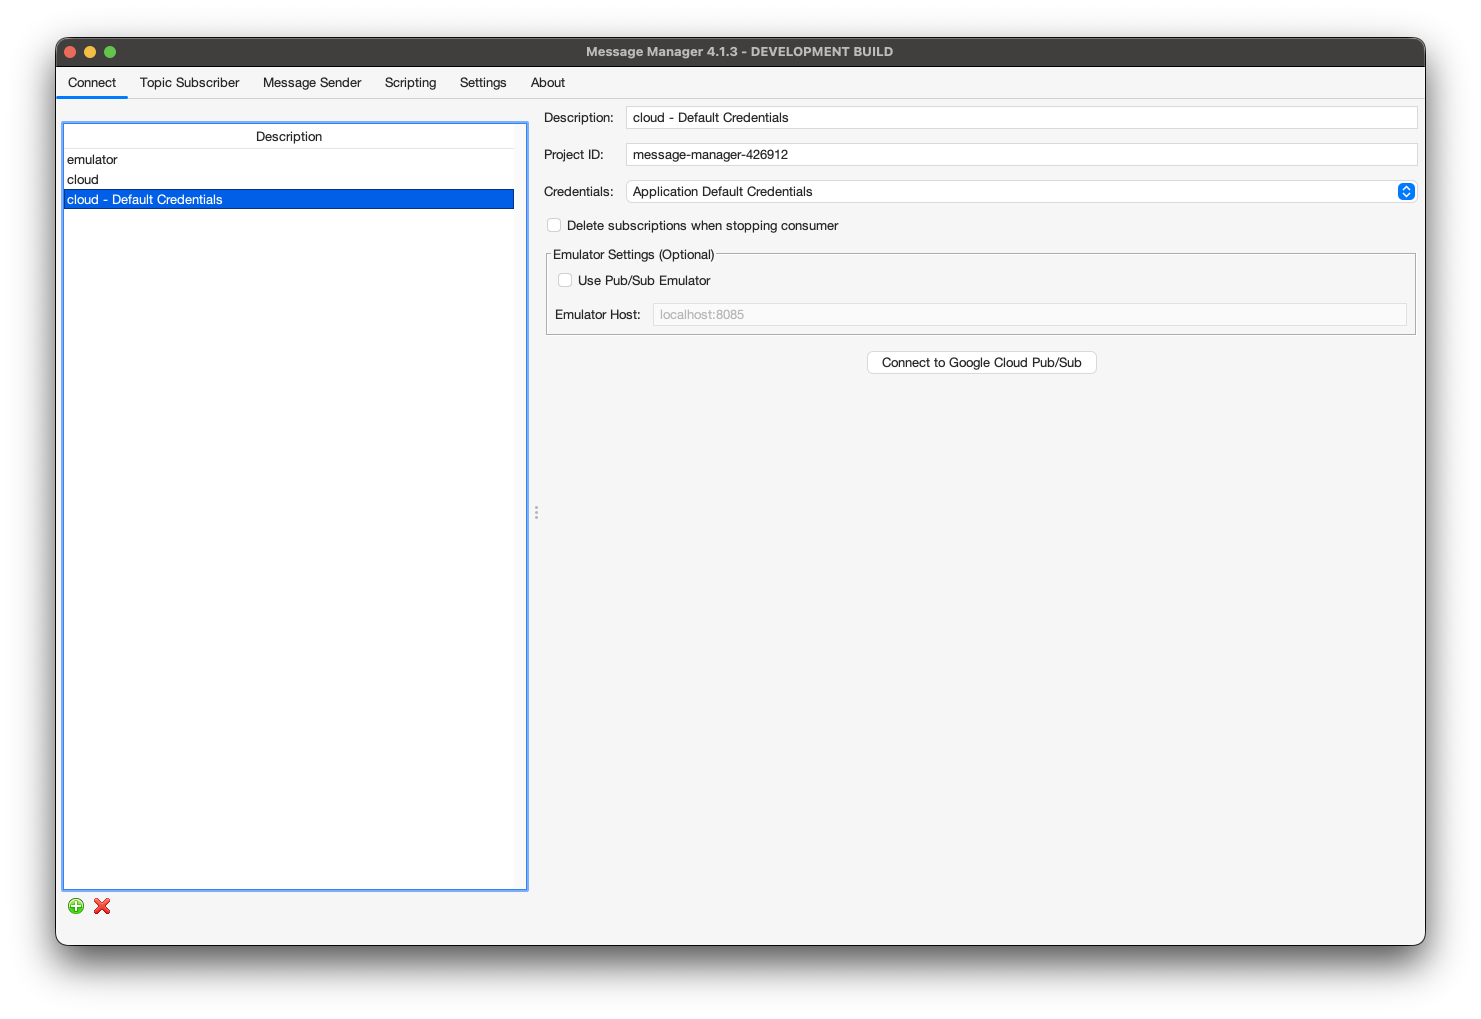 Message Manager 4.1.3 - DEVELOPMENT BUILD
Connect Topic Subscriber Message Sender Scripting Settings About
Description
emulator
cloud
cloud - Default Credentials
Description: cloud - Default Credentials
Project ID: message-manager-426912
Credentials: Application Default Credentials
Delete subscriptions when stopping consumer
Emulator Settings (Optional)
Use Pub/Sub Emulator
Emulator Host: localhost:8085
Connect to Google Cloud Pub/Sub